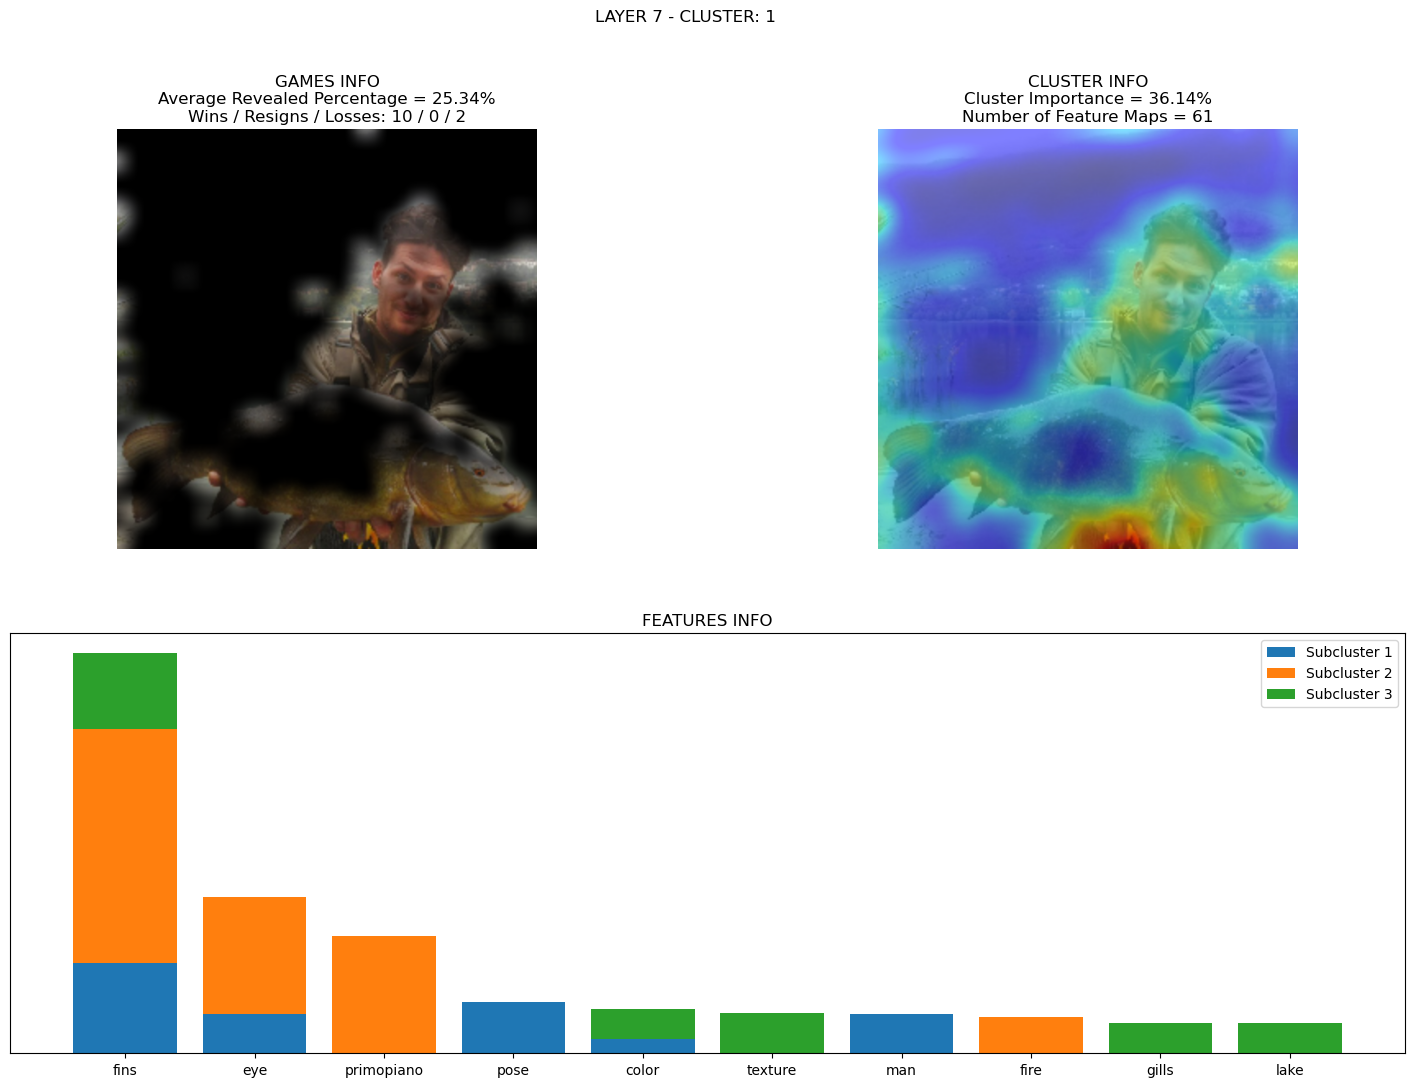 LAYER 7 - CLUSTER: 1
GAMES INFO
Average Revealed Percentage = 25.34%
Wins / Resigns / Losses: 10 / 0 / 2
CLUSTER INFO
Cluster Importance = 36.14%
Number of Feature Maps = 61
FEATURES INFO
Subcluster 1
Subcluster 2
Subcluster 3
fins eye primopiano pose color texture man fire gills lake